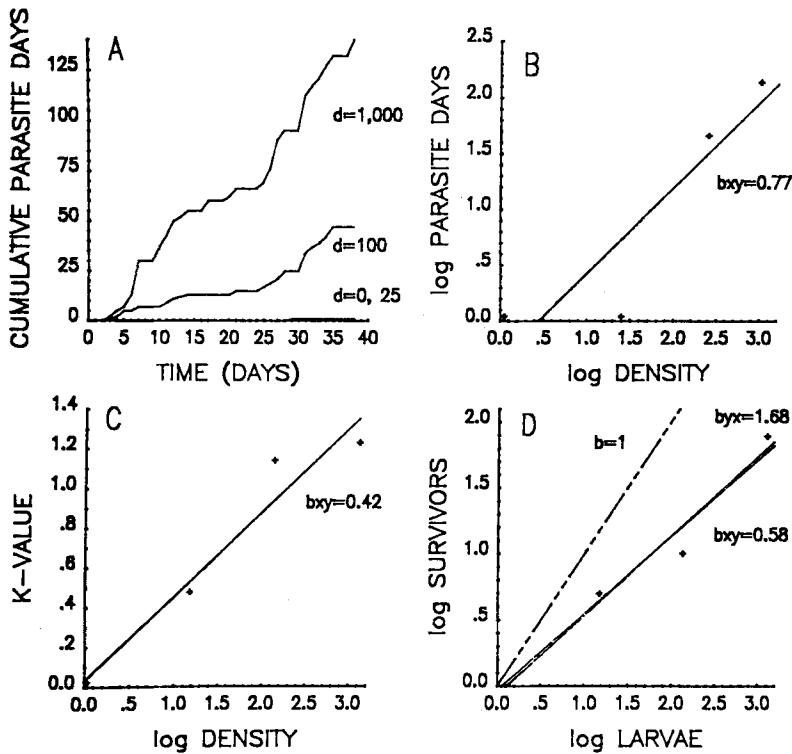 A
CUMULATIVE PARASITE DAYS
125
100
75
50
25
0
d=1,000
d=100
d=0, 25
0 5 10 15 20 25 30 35 40
TIME (DAYS)
B
log PARASITE DAYS
2.5
2.0
1.5
1.0
.5
0.0
bxy=0.77
0.0 .5 1.0 1.5 2.0 2.5 3.0
log DENSITY
C
K-VALUE
1.4
1.2
1.0
.8
.6
.4
.2
0.0
bxy=0.42
0.0 .5 1.0 1.5 2.0 2.5 3.0
log DENSITY
D
log SURVIVORS
2.0
1.5
1.0
.5
0.0
b=1
byx=1.68
bxy=0.58
0.0 .5 1.0 1.5 2.0 2.5 3.0
log LARVAE